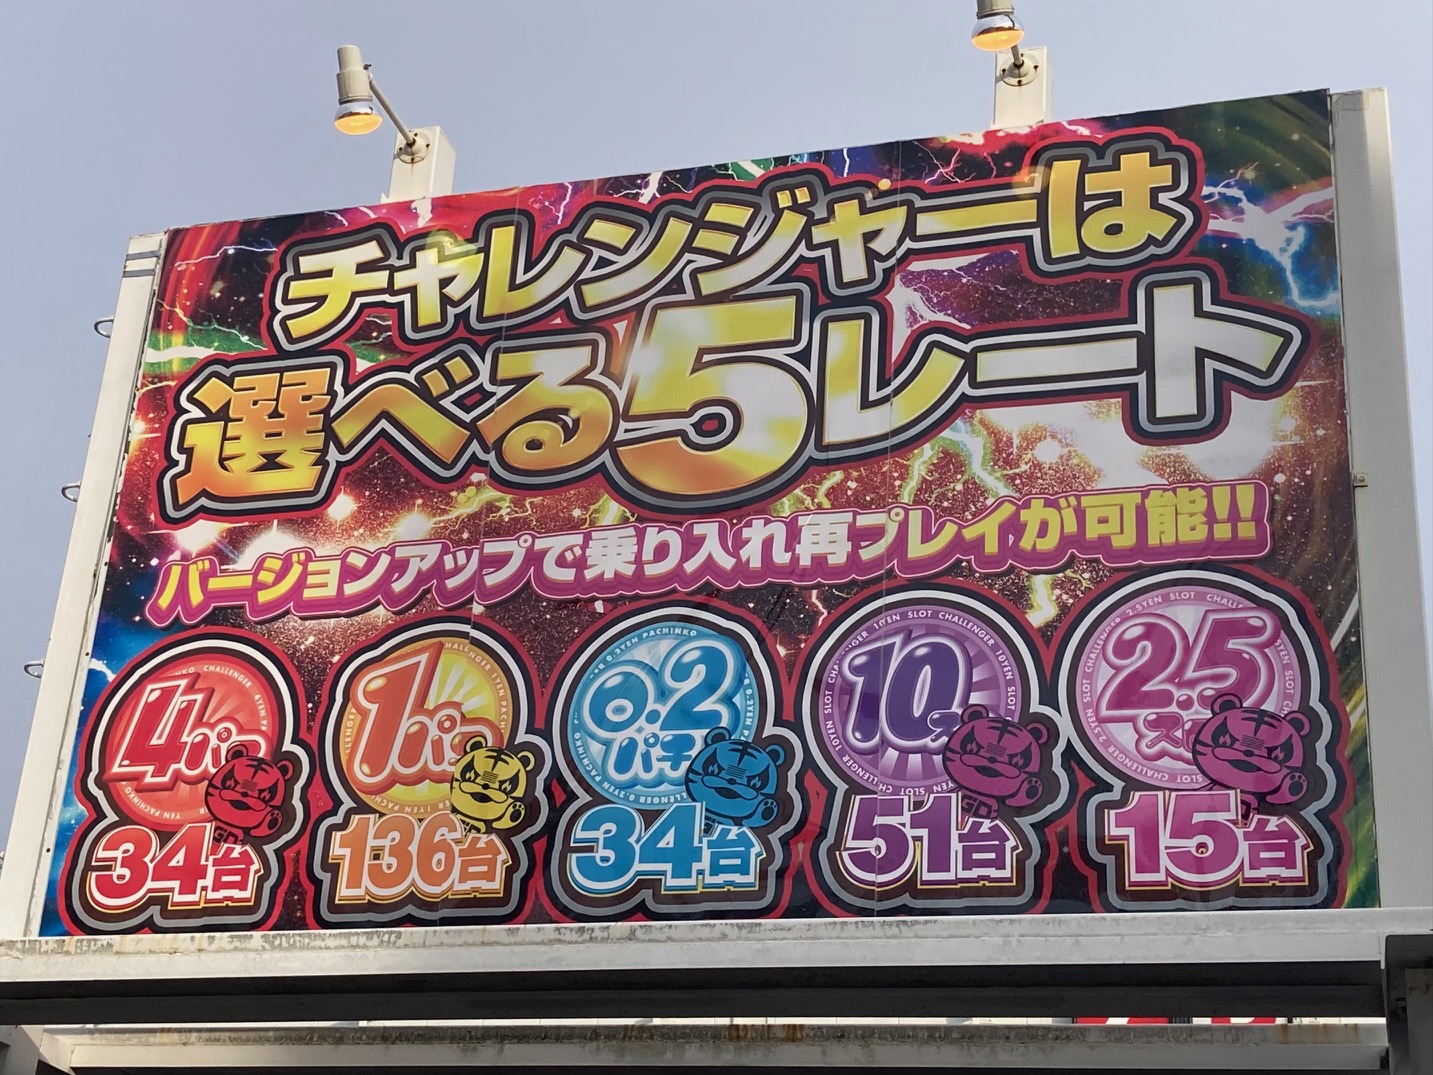 チャレンジャーは
選べる5レート
バージョンアップで乗り入れ再プレイが可能!!
4パ
34台
1パチ
136台
0.2
パチ
34台
10ス
51台
2.5
ス
15台